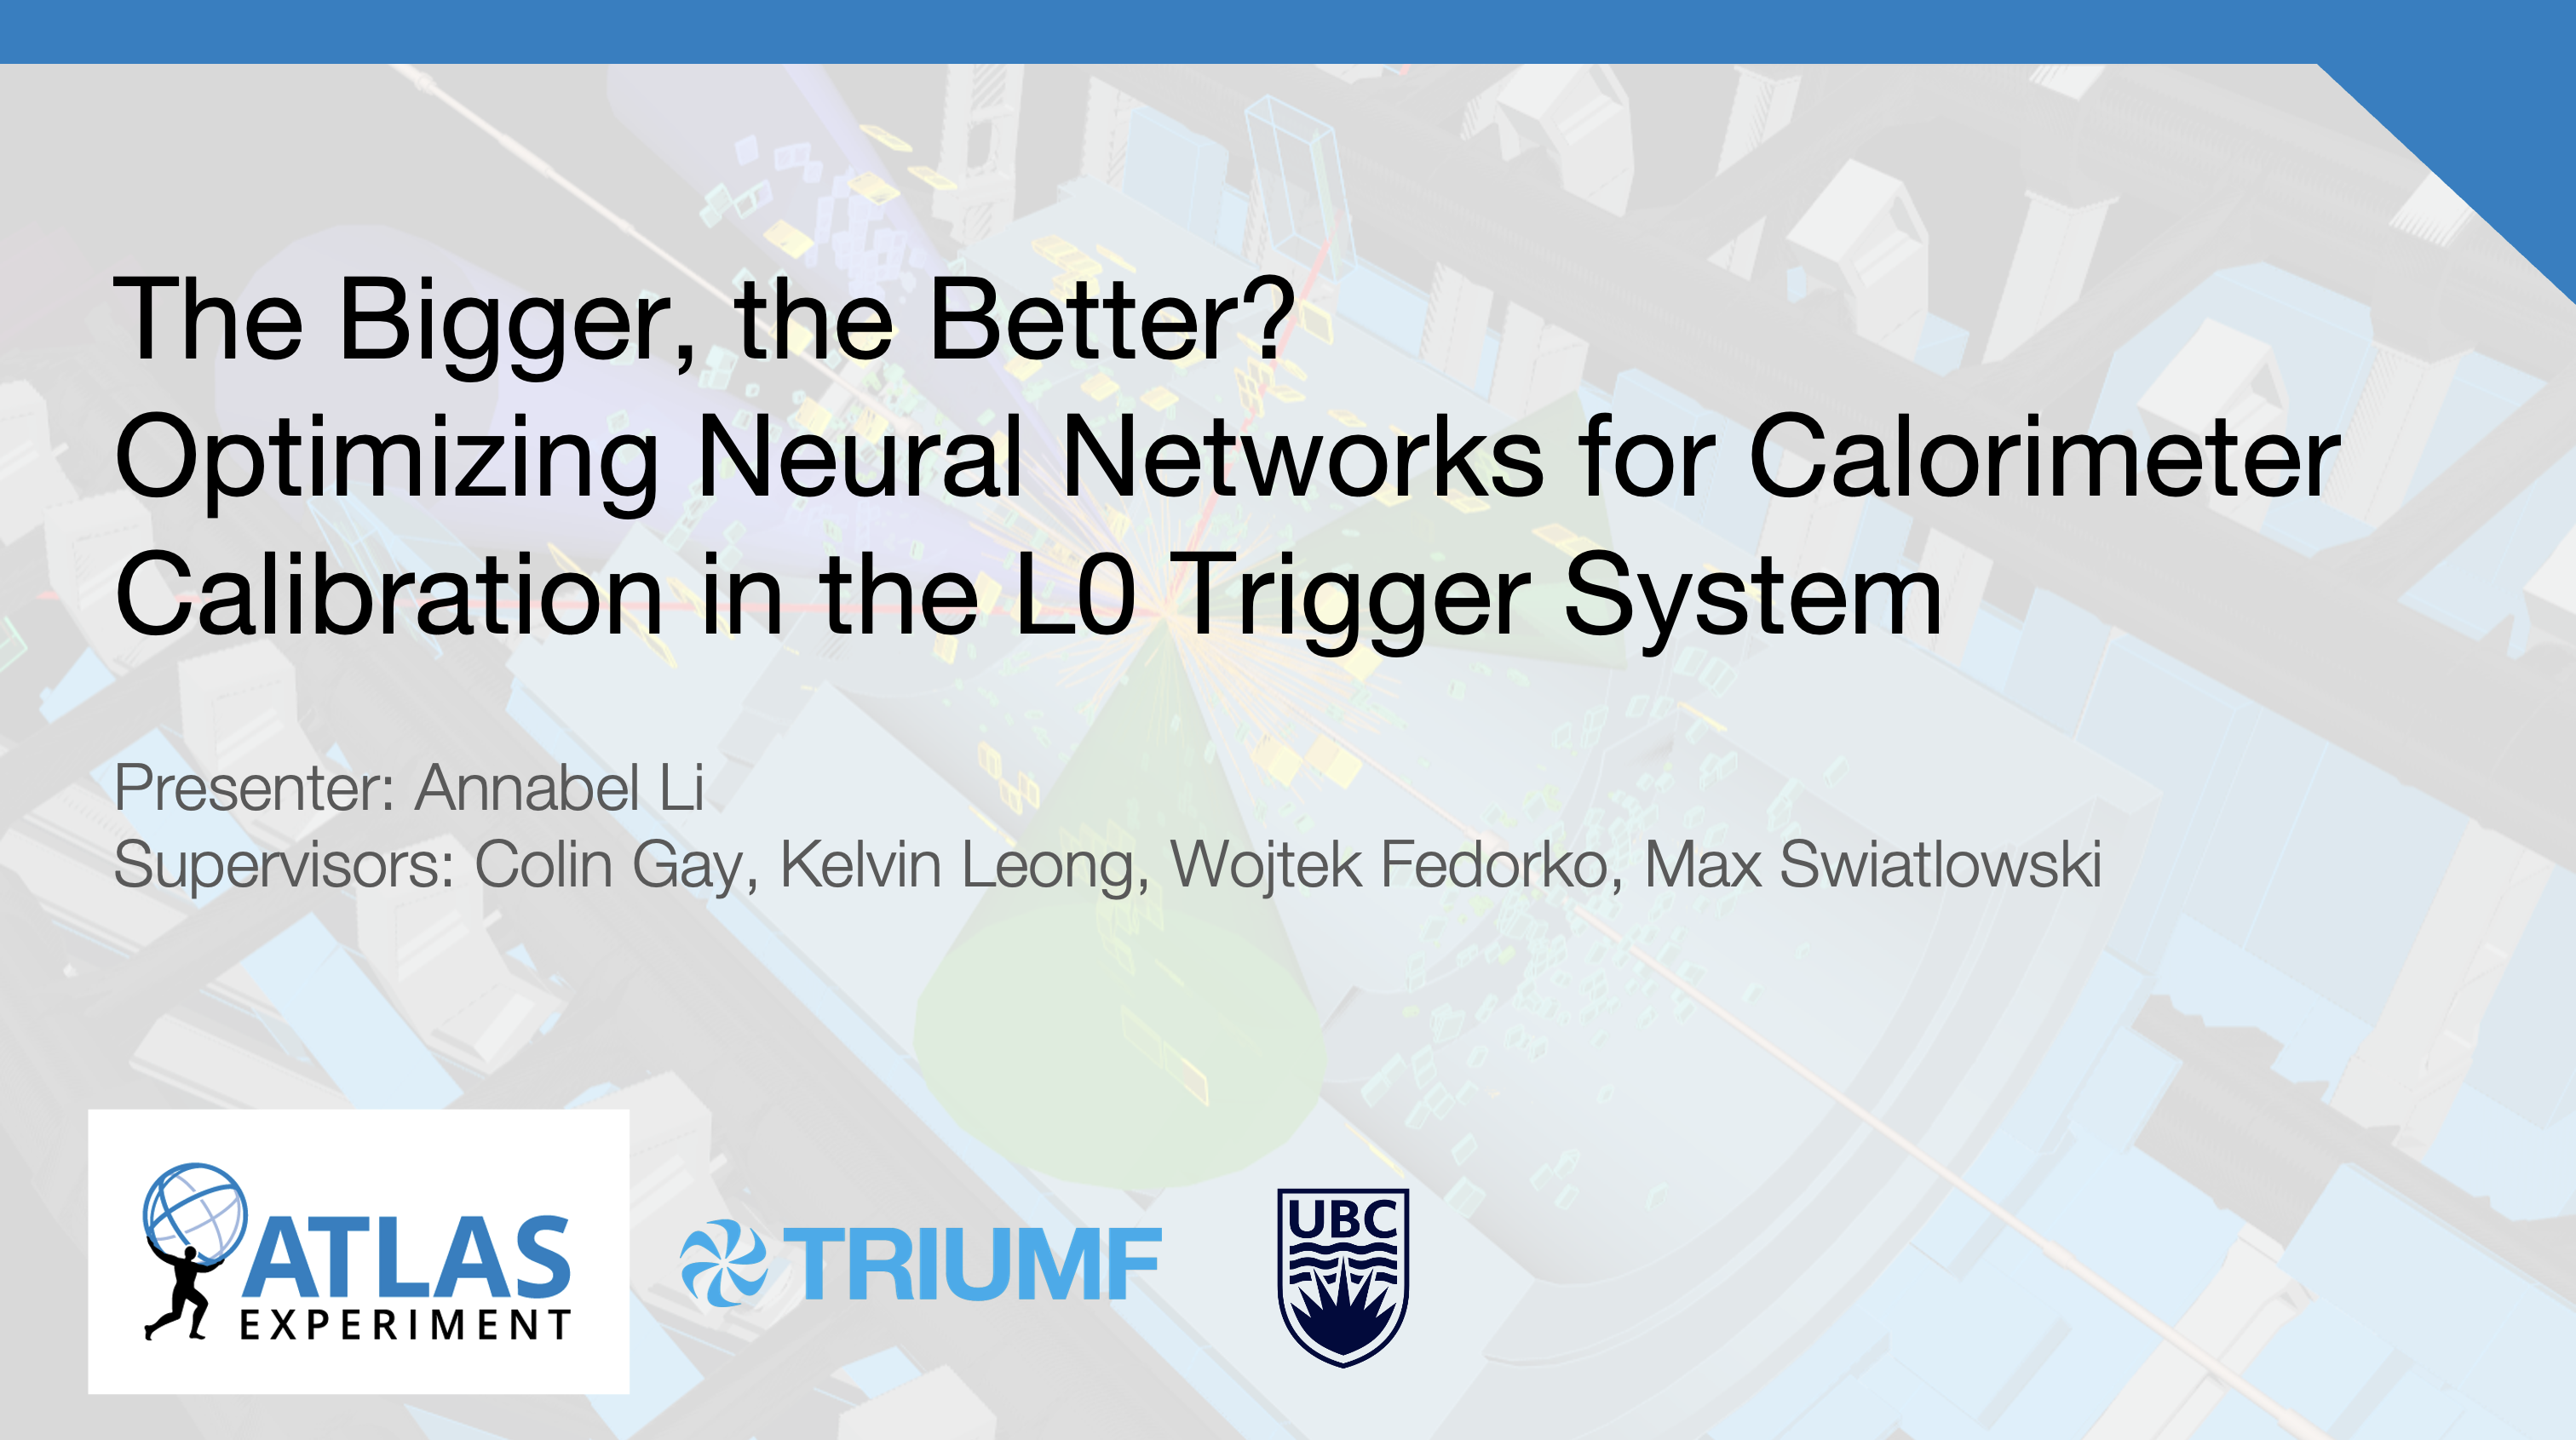 The Bigger, the Better?
Optimizing Neural Networks for Calorimeter
Calibration in the L0 Trigger System
Presenter: Annabel Li
Supervisors: Colin Gay, Kelvin Leong, Wojtek Fedorko, Max Swiatlowski
ATLAS
EXPERIMENT
TRIUMF
UBC